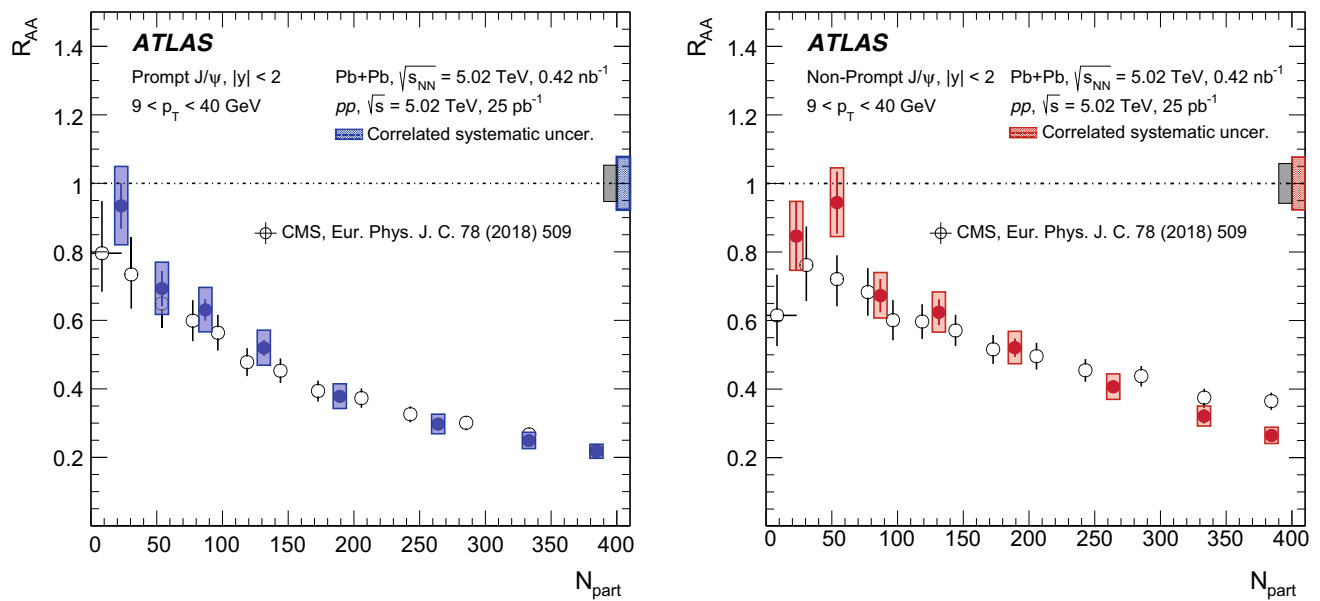 R_AA
1.4
1.2
1
0.8
0.6
0.4
0.2
ATLAS
Prompt J/ψ, |y| < 2
9 < p_T < 40 GeV
Pb+Pb, √s_NN = 5.02 TeV, 0.42 nb⁻¹
pp, √s = 5.02 TeV, 25 pb⁻¹
Correlated systematic uncer.
CMS, Eur. Phys. J. C. 78 (2018) 509
0 50 100 150 200 250 300 350 400
N_part
R_AA
1.4
1.2
1
0.8
0.6
0.4
0.2
ATLAS
Non-Prompt J/ψ, |y| < 2
9 < p_T < 40 GeV
Pb+Pb, √s_NN = 5.02 TeV, 0.42 nb⁻¹
pp, √s = 5.02 TeV, 25 pb⁻¹
Correlated systematic uncer.
CMS, Eur. Phys. J. C. 78 (2018) 509
0 50 100 150 200 250 300 350 400
N_part